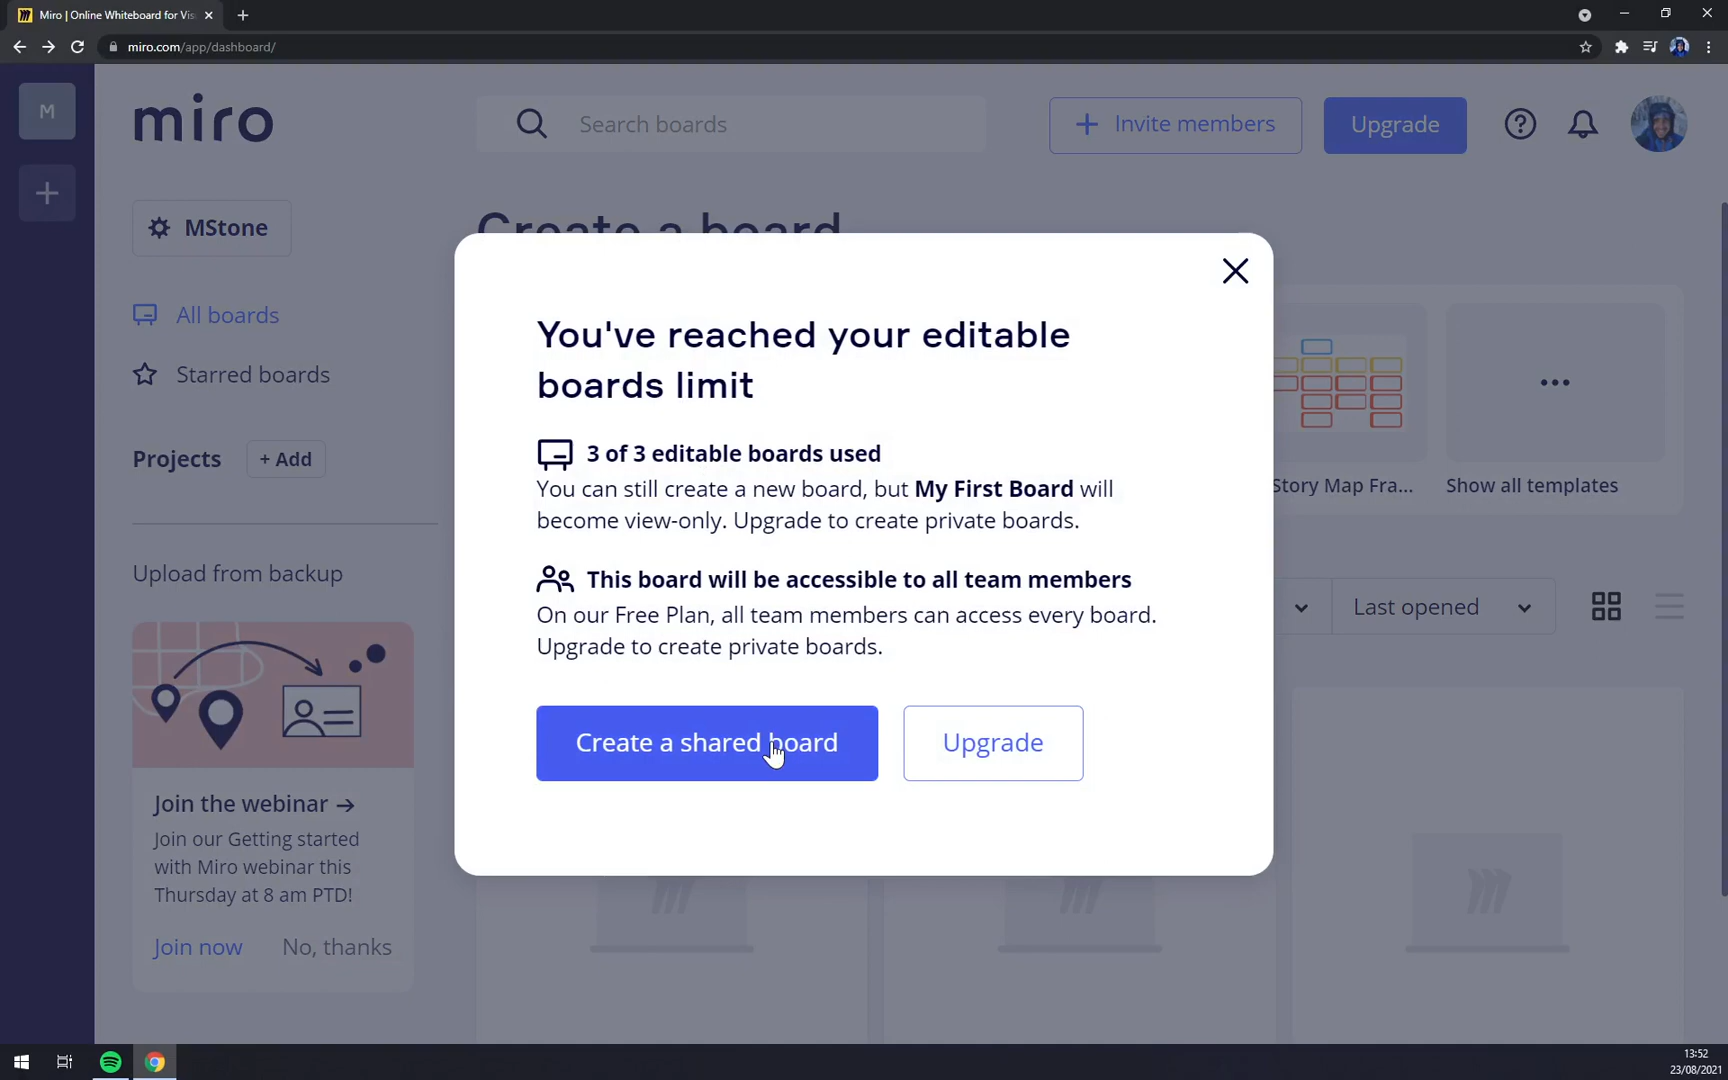 Miro | Online Whiteboard for Vis
miro.com/app/dashboard/
M
miro
Search boards
Invite members
Upgrade
MStone
Create a board
All boards
Starred boards
Projects
+ Add
Upload from backup
Join the webinar →
Join our Getting started
with Miro webinar this
Thursday at 8 am PTD!
Join now
No, thanks
You've reached your editable
boards limit
3 of 3 editable boards used
You can still create a new board, but My First Board will
become view-only. Upgrade to create private boards.
This board will be accessible to all team members
On our Free Plan, all team members can access every board.
Upgrade to create private boards.
Create a shared board
Upgrade
Story Map Fra...
Show all templates
Last opened
13:52
23/08/2021